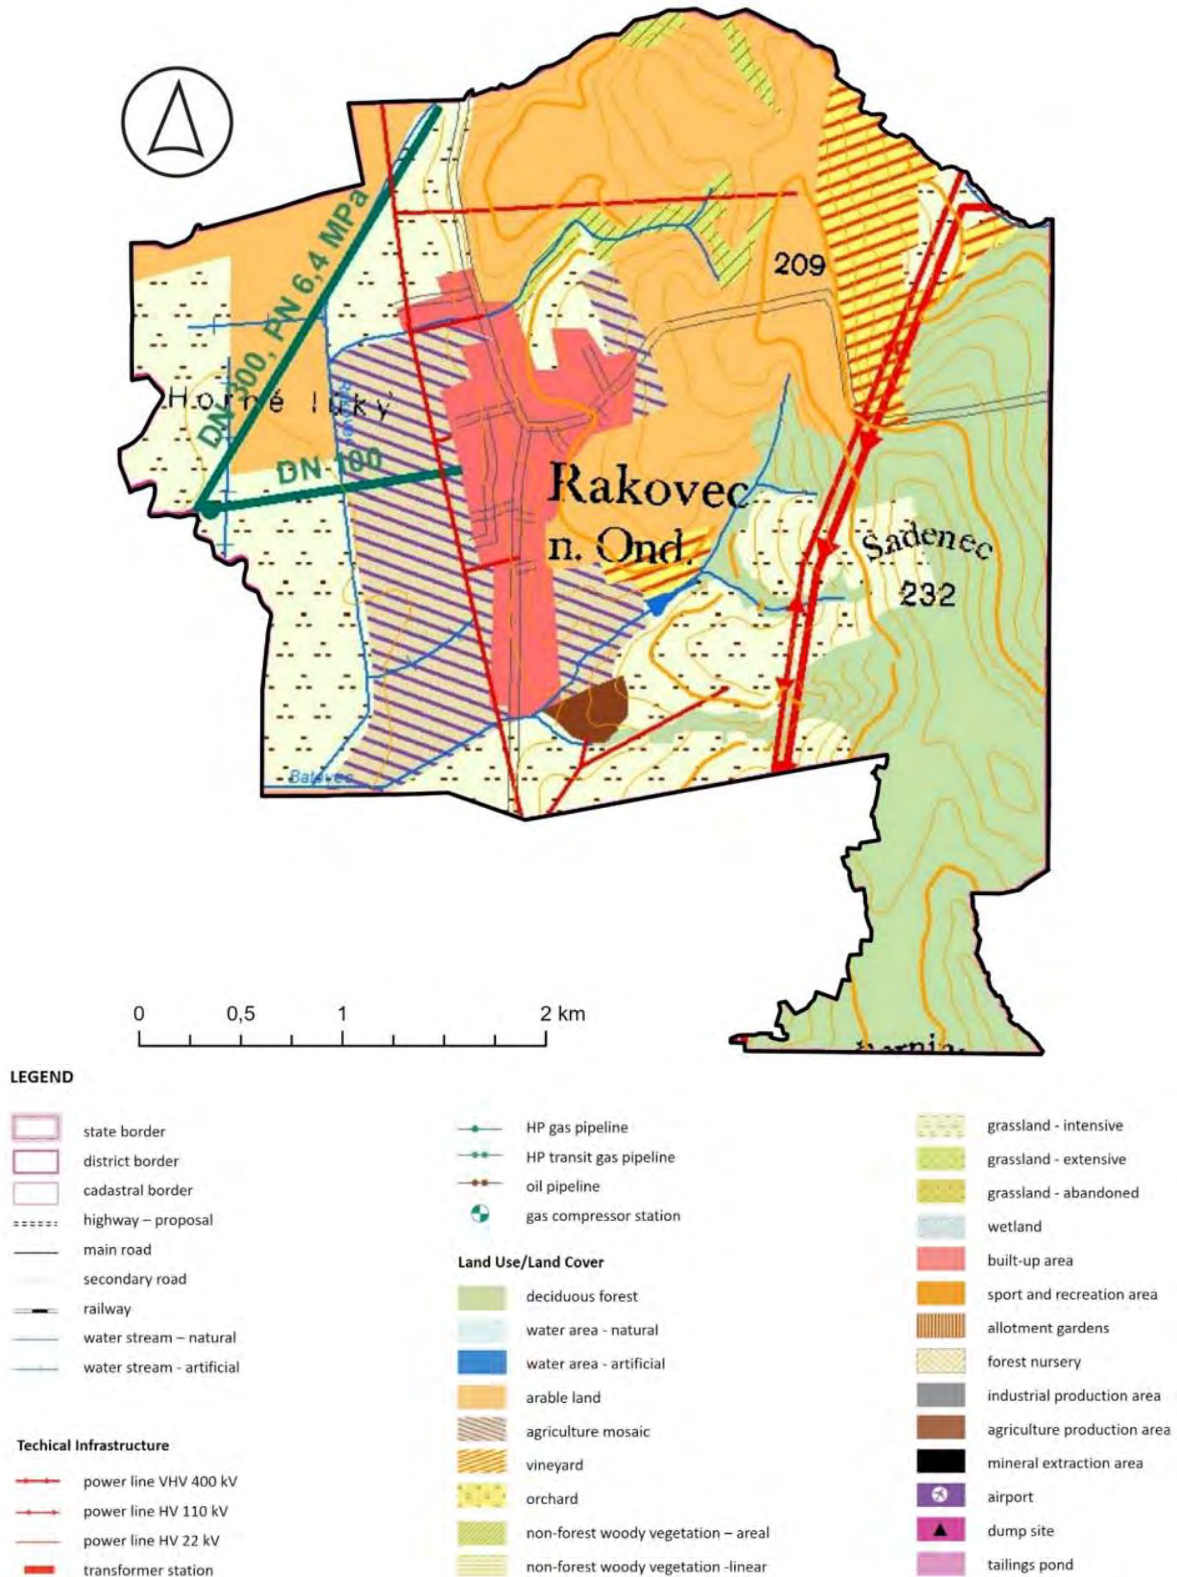 DN 300, PN 6,4 MPa
209
Horné lúky
DN 100
Rakovec
n. Ond.
Sadenec
232
0 0,5 1 2 km
LEGEND
state border
district border
cadastral border
highway – proposal
main road
secondary road
railway
water stream – natural
water stream - artificial
Techical Infrastructure
power line VHV 400 kV
power line HV 110 kV
power line HV 22 kV
transformer station
HP gas pipeline
HP transit gas pipeline
oil pipeline
gas compressor station
Land Use/Land Cover
deciduous forest
water area - natural
water area - artificial
arable land
agriculture mosaic
vineyard
orchard
non-forest woody vegetation – areal
non-forest woody vegetation -linear
grassland - intensive
grassland - extensive
grassland - abandoned
wetland
built-up area
sport and recreation area
allotment gardens
forest nursery
industrial production area
agriculture production area
mineral extraction area
airport
dump site
tailings pond